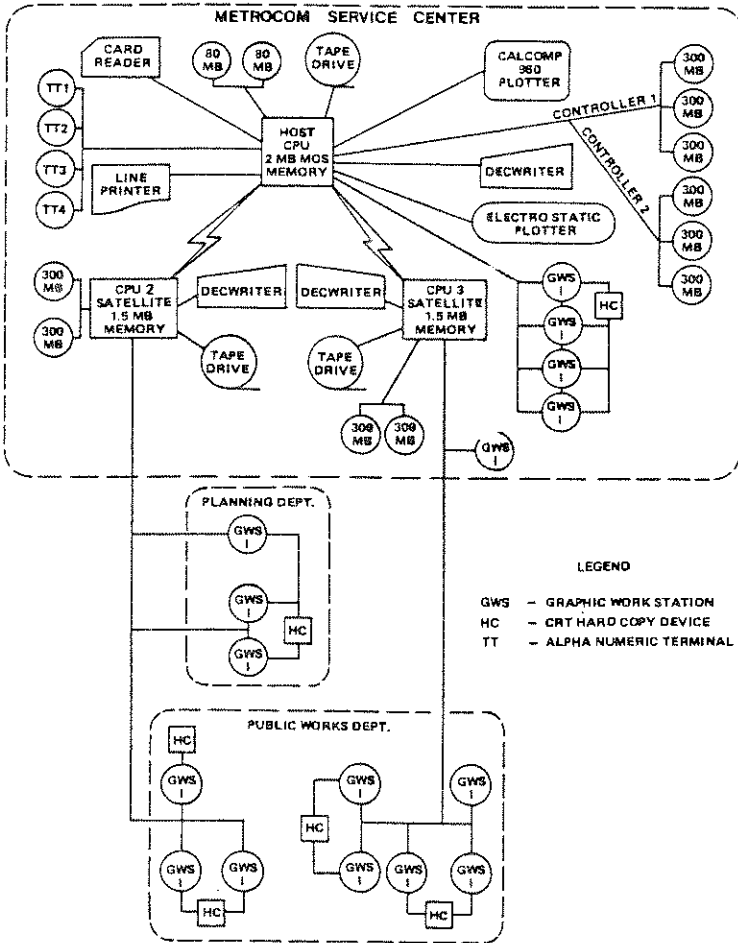 METROCOM SERVICE CENTER
CARD
READER
80
MB
80
MB
TAPE
DRIVE
CALCOMP
960
PLOTTER
300
MB
300
MB
300
MB
CONTROLLER 1
CONTROLLER 2
TT1
TT2
TT3
TT4
HOST
CPU
2 MB MOS
MEMORY
LINE
PRINTER
DECWRITER
ELECTRO STATIC
PLOTTER
300
MB
300
MB
300
MB
300
MB
300
MB
CPU 2
SATELLITE
1.5 MB
MEMORY
DECWRITER
DECWRITER
CPU 3
SATELLITE
1.5 MB
MEMORY
TAPE
DRIVE
TAPE
DRIVE
300
MB
300
MB
GWS
I
GWS
I
GWS
I
GWS
I
HC
GWS
I
PLANNING DEPT.
GWS
I
GWS
I
GWS
I
HC
LEGEND
GWS – GRAPHIC WORK STATION
HC – CRT HARD COPY DEVICE
TT – ALPHA NUMERIC TERMINAL
PUBLIC WORKS DEPT.
HC
GWS
I
GWS
I
GWS
I
HC
GWS
I
HC
GWS
I
GWS
I
GWS
I
GWS
I
HC